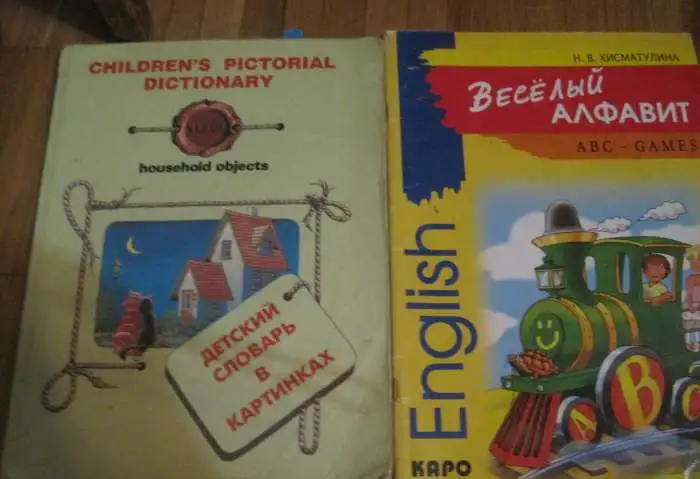 CHILDREN'S PICTORIAL
DICTIONARY
household objects
ДЕТСКИЙ
СЛОВАРЬ
В
КАРТИНКАХ
Н. В. ХИСМАТУЛИНА
ВЕСЁЛЫЙ
АЛФАВИТ
ABC - GAMES
English
A
B
C
КАРО